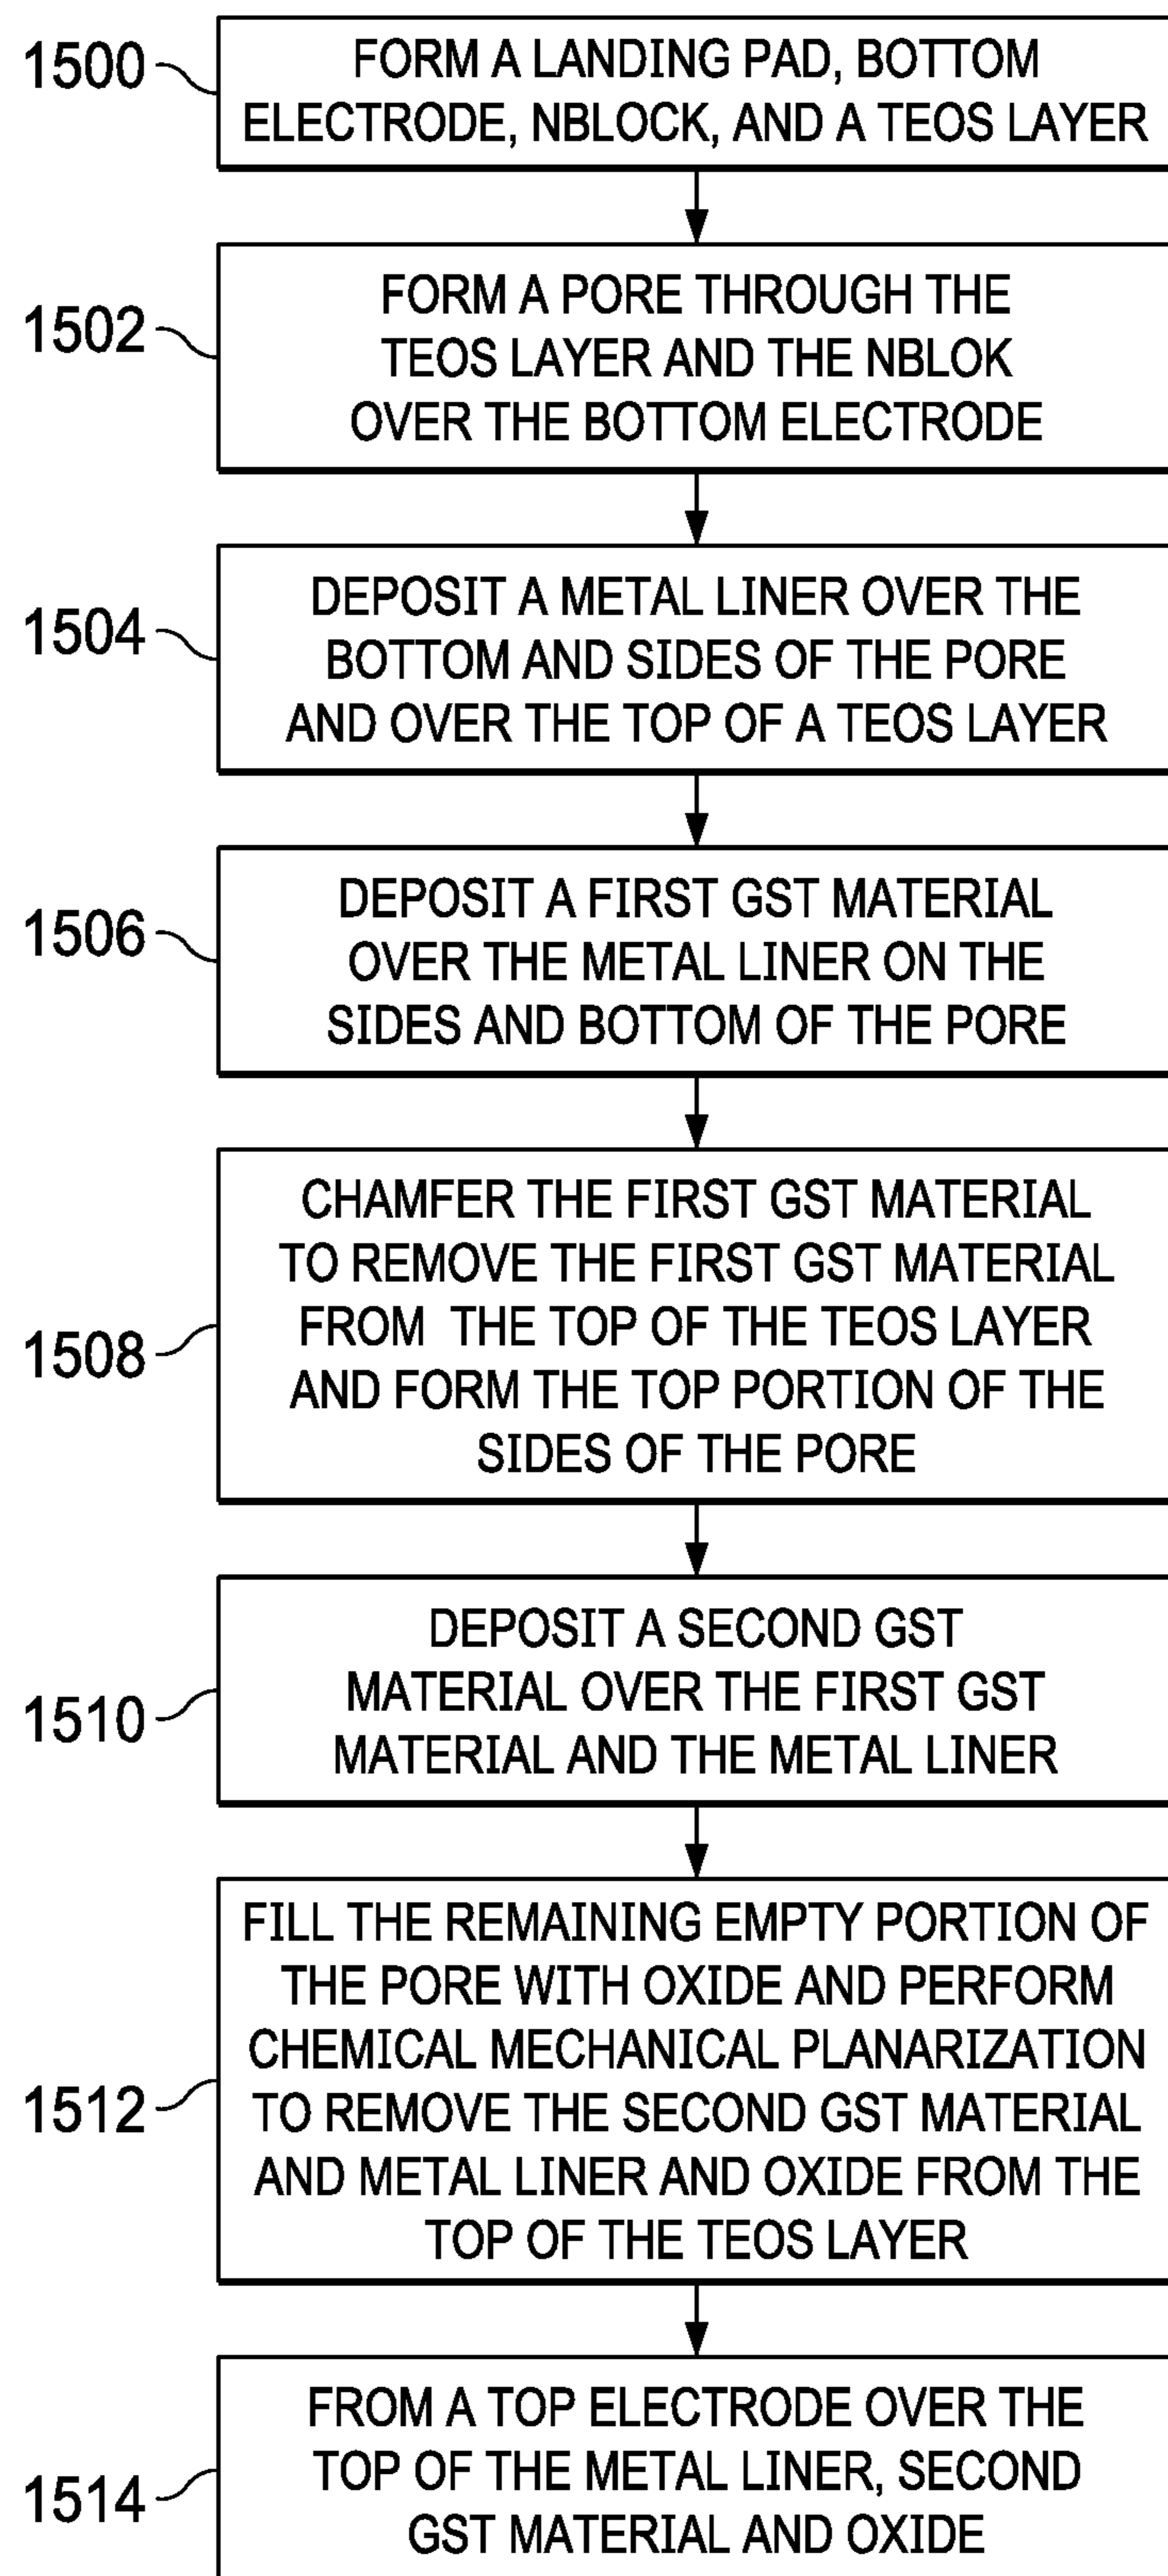 1500
FORM A LANDING PAD, BOTTOM
ELECTRODE, NBLOCK, AND A TEOS LAYER
1502
FORM A PORE THROUGH THE
TEOS LAYER AND THE NBLOK
OVER THE BOTTOM ELECTRODE
1504
DEPOSIT A METAL LINER OVER THE
BOTTOM AND SIDES OF THE PORE
AND OVER THE TOP OF A TEOS LAYER
1506
DEPOSIT A FIRST GST MATERIAL
OVER THE METAL LINER ON THE
SIDES AND BOTTOM OF THE PORE
1508
CHAMFER THE FIRST GST MATERIAL
TO REMOVE THE FIRST GST MATERIAL
FROM THE TOP OF THE TEOS LAYER
AND FORM THE TOP PORTION OF THE
SIDES OF THE PORE
1510
DEPOSIT A SECOND GST
MATERIAL OVER THE FIRST GST
MATERIAL AND THE METAL LINER
1512
FILL THE REMAINING EMPTY PORTION OF
THE PORE WITH OXIDE AND PERFORM
CHEMICAL MECHANICAL PLANARIZATION
TO REMOVE THE SECOND GST MATERIAL
AND METAL LINER AND OXIDE FROM THE
TOP OF THE TEOS LAYER
1514
FROM A TOP ELECTRODE OVER THE
TOP OF THE METAL LINER, SECOND
GST MATERIAL AND OXIDE